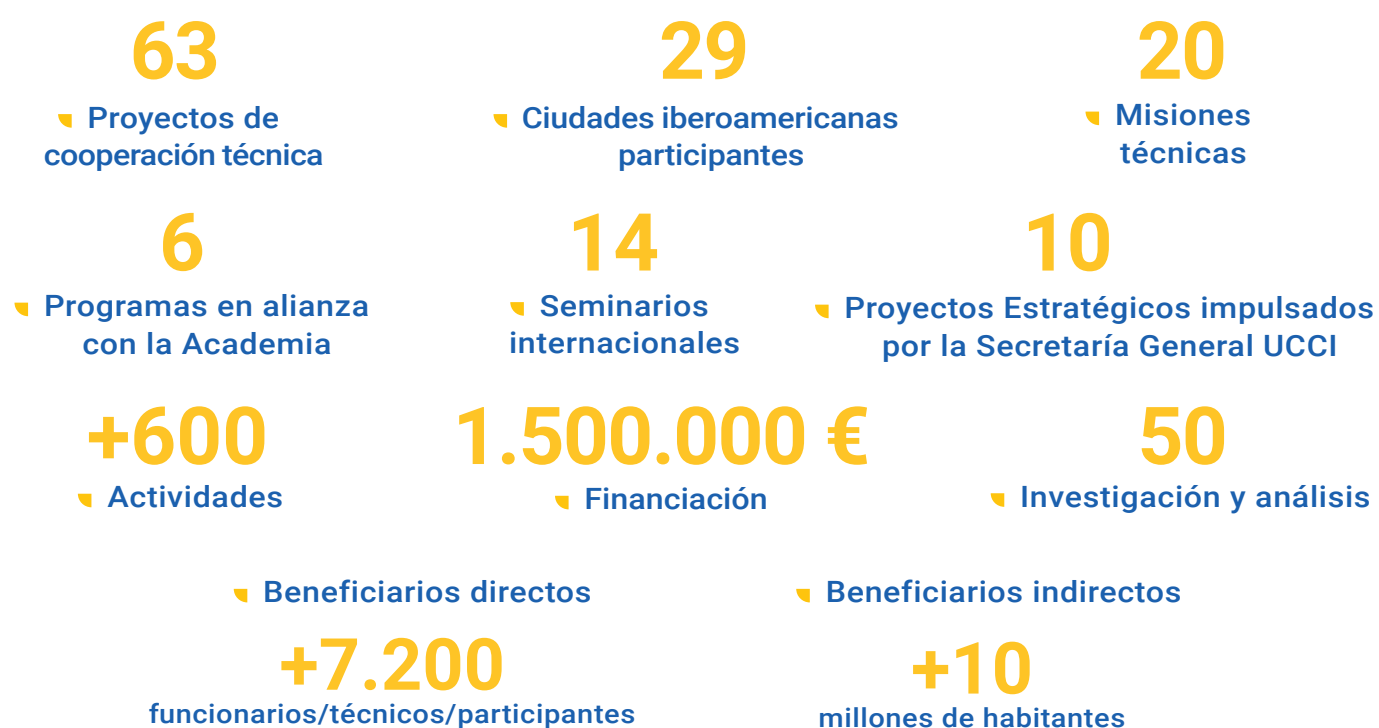 63
Proyectos de
cooperación técnica
29
Ciudades iberoamericanas
participantes
20
Misiones
técnicas
6
Programas en alianza
con la Academia
14
Seminarios
internacionales
10
Proyectos Estratégicos impulsados
por la Secretaría General UCCI
+600
Actividades
1.500.000 €
Financiación
50
Investigación y análisis
Beneficiarios directos
+7.200
funcionarios/técnicos/participantes
Beneficiarios indirectos
+10
millones de habitantes